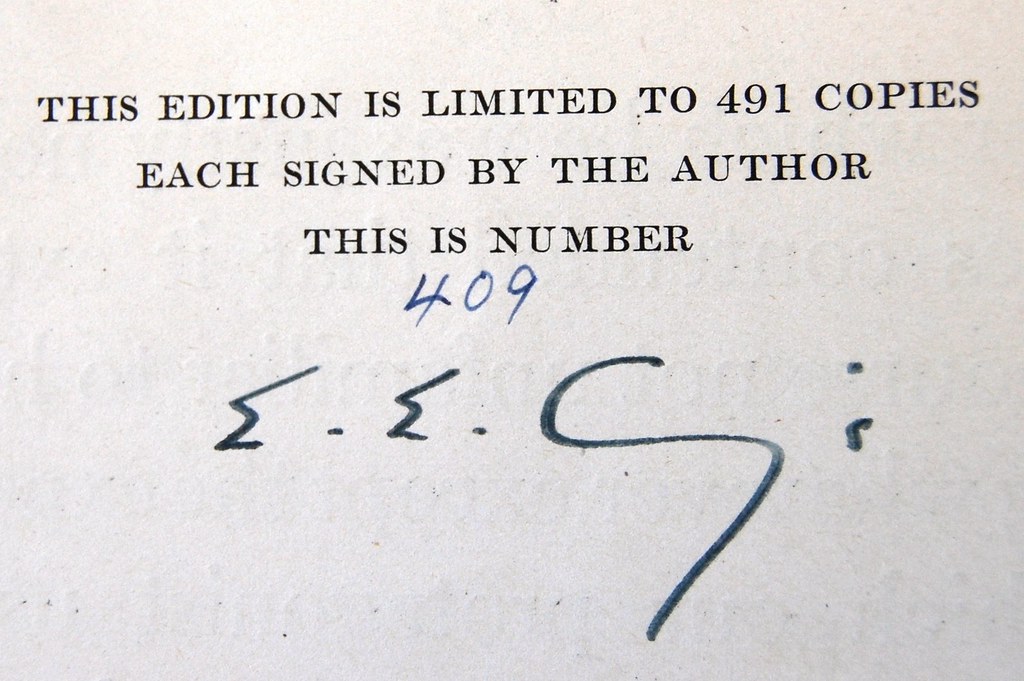 THIS EDITION IS LIMITED TO 491 COPIES
EACH SIGNED BY THE AUTHOR
THIS IS NUMBER
409
E. E.